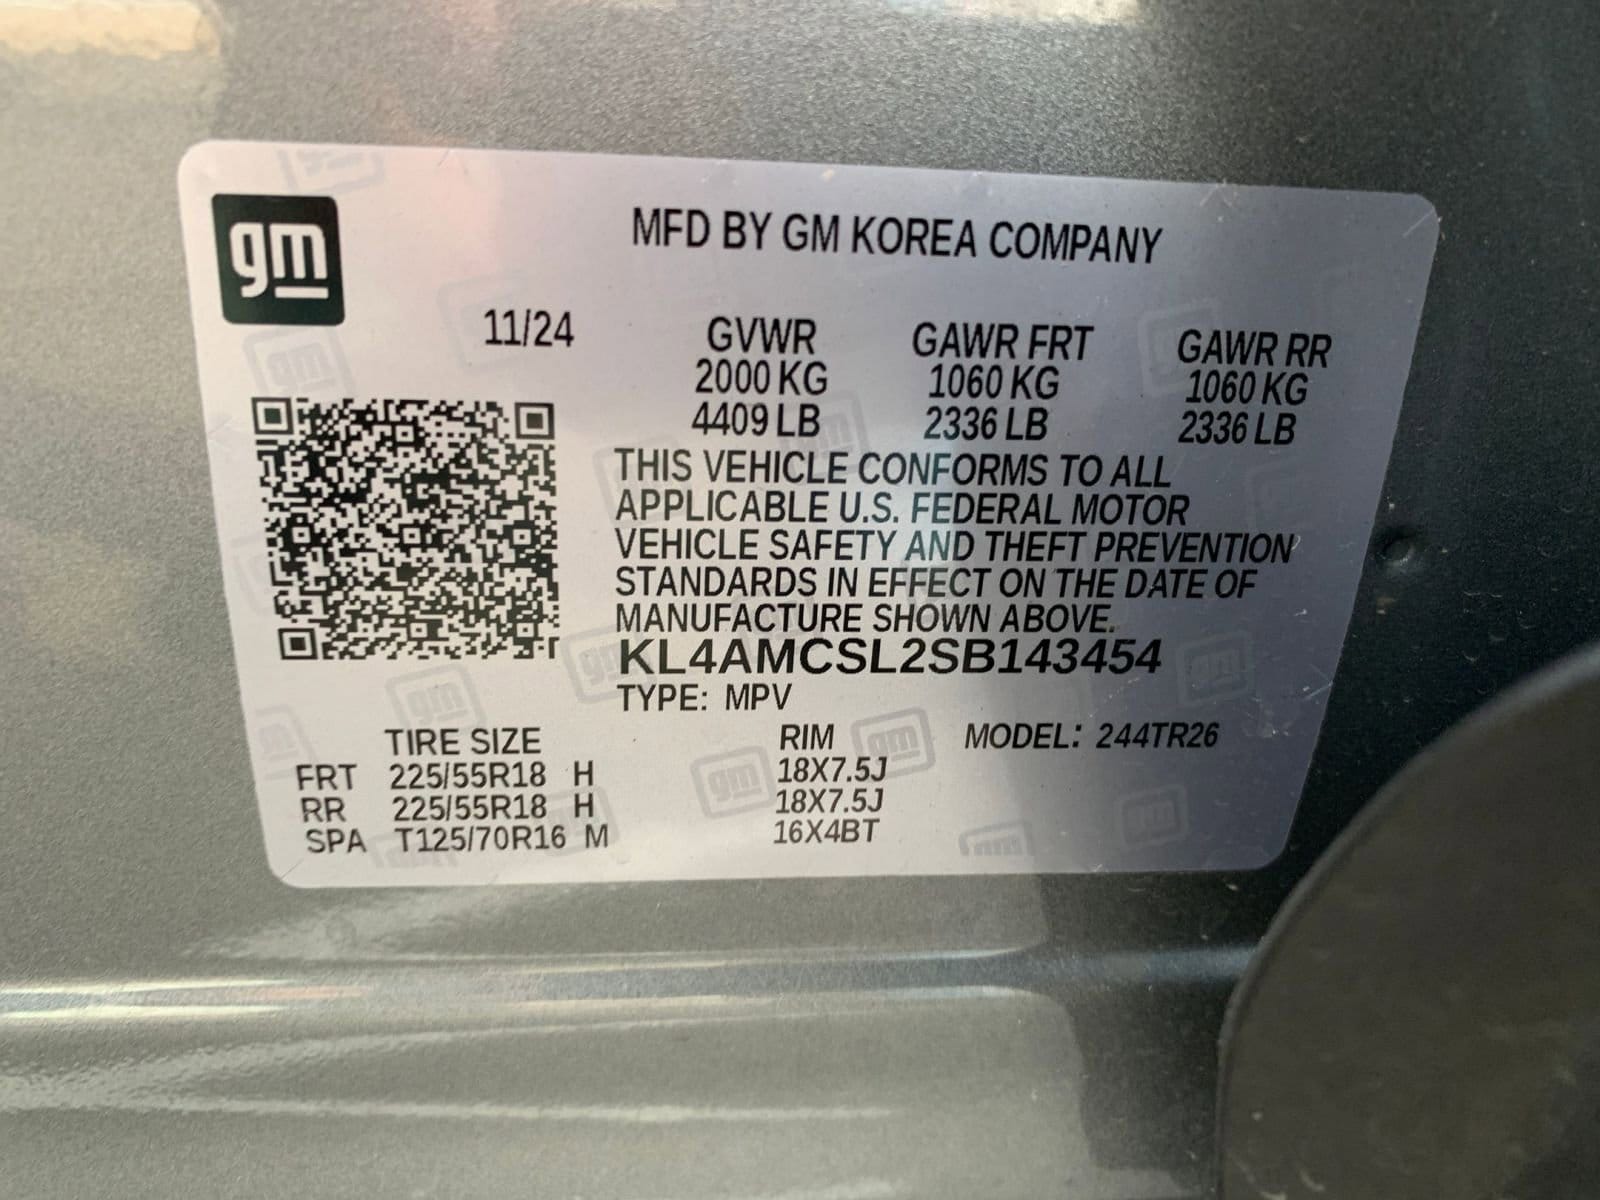 gm
MFD BY GM KOREA COMPANY
11/24 GVWR GAWR FRT GAWR RR
2000 KG 1060 KG 1060 KG
4409 LB 2336 LB 2336 LB
THIS VEHICLE CONFORMS TO ALL
APPLICABLE U.S. FEDERAL MOTOR
VEHICLE SAFETY AND THEFT PREVENTION
STANDARDS IN EFFECT ON THE DATE OF
MANUFACTURE SHOWN ABOVE.
KL4AMCSL2SB143454
TYPE: MPV
TIRE SIZE RIM MODEL: 244TR26
FRT 225/55R18 H 18X7.5J
RR 225/55R18 H 18X7.5J
SPA T125/70R16 M 16X4BT